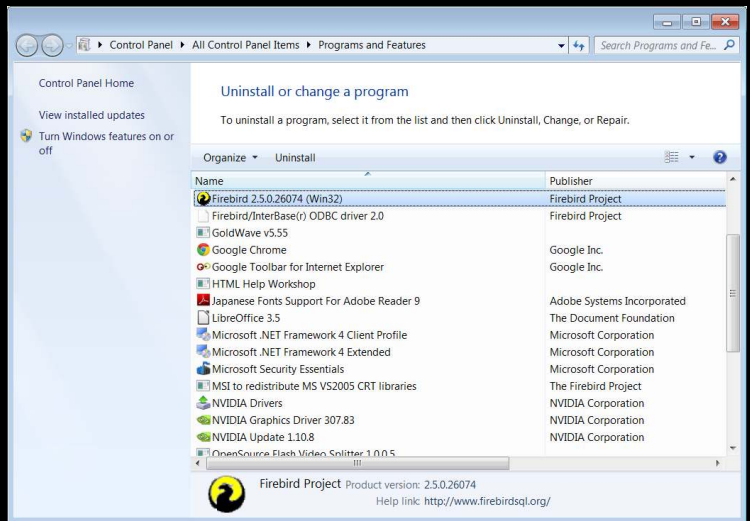 Control Panel ▸ All Control Panel Items ▸ Programs and Features
Search Programs and Fe...
Control Panel Home
View installed updates
Turn Windows features on or
off
Uninstall or change a program
To uninstall a program, select it from the list and then click Uninstall, Change, or Repair.
Organize Uninstall
Name Publisher
Firebird 2.5.0.26074 (Win32) Firebird Project
Firebird/InterBase(r) ODBC driver 2.0 Firebird Project
GoldWave v5.55
Google Chrome Google Inc.
Google Toolbar for Internet Explorer Google Inc.
HTML Help Workshop
Japanese Fonts Support For Adobe Reader 9 Adobe Systems Incorporated
LibreOffice 3.5 The Document Foundation
Microsoft .NET Framework 4 Client Profile Microsoft Corporation
Microsoft .NET Framework 4 Extended Microsoft Corporation
Microsoft Security Essentials Microsoft Corporation
MSI to redistribute MS VS2005 CRT libraries The Firebird Project
NVIDIA Drivers NVIDIA Corporation
NVIDIA Graphics Driver 307.83 NVIDIA Corporation
NVIDIA Update 1.10.8 NVIDIA Corporation
OpenSource Flash Video Splitter 1.0.0.5
Firebird Project Product version: 2.5.0.26074
Help link: http://www.firebirdsql.org/